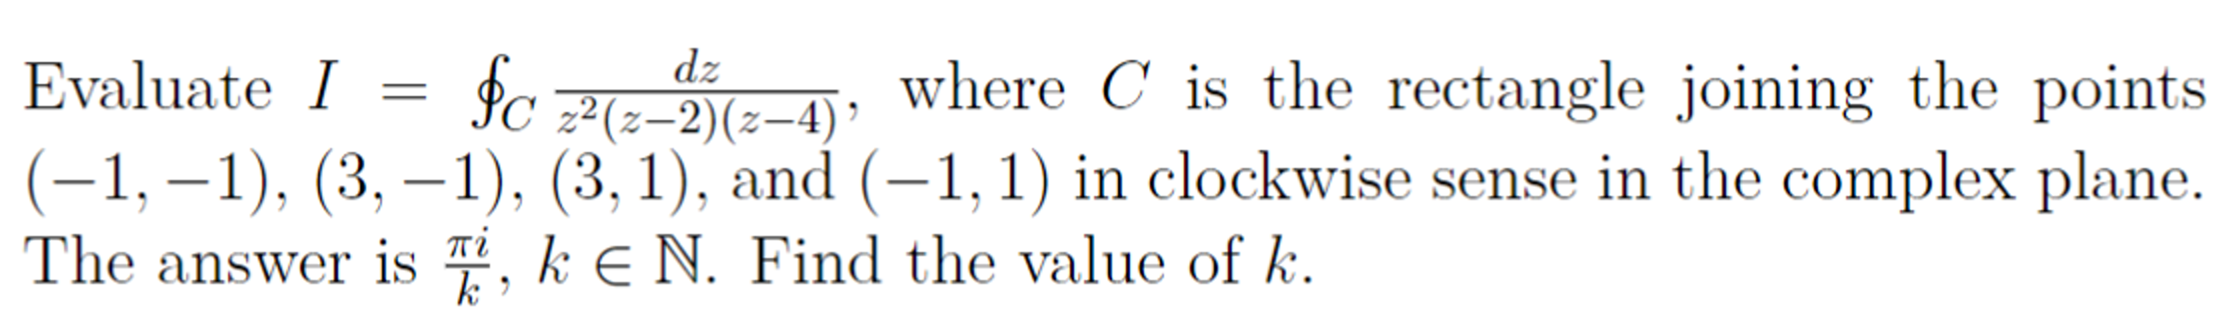 Evaluate $I = \oint_C \frac{dz}{z^2(z-2)(z-4)}$, where $C$ is the rectangle joining the points
$(-1, -1), (3, -1), (3, 1)$, and $(-1, 1)$ in clockwise sense in the complex plane.
The answer is $\frac{\pi i}{k}$, $k \in \mathbb{N}$. Find the value of $k$.